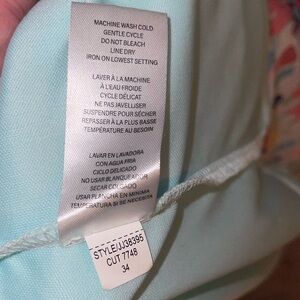 MACHINE WASH COLD
GENTLE CYCLE
DO NOT BLEACH
LINE DRY
IRON ON LOWEST SETTING
LAVER À LA MACHINE
À L'EAU FROIDE
CYCLE DÉLICAT
NE PAS JAVELLISER
SUSPENDRE POUR SÉCHER
REPASSER À LA PLUS BASSE
TEMPÉRATURE AU BESOIN
LAVAR EN LAVADORA
CON AGUA FRIA
CICLO DELICADO
NO USAR BLANQUEADOR
SECAR COLGADO
USAR PLANCHA EN MINIMA
TEMPERATURA SI SE NECESITA
STYLE/JJ38395
CUT 7748
34